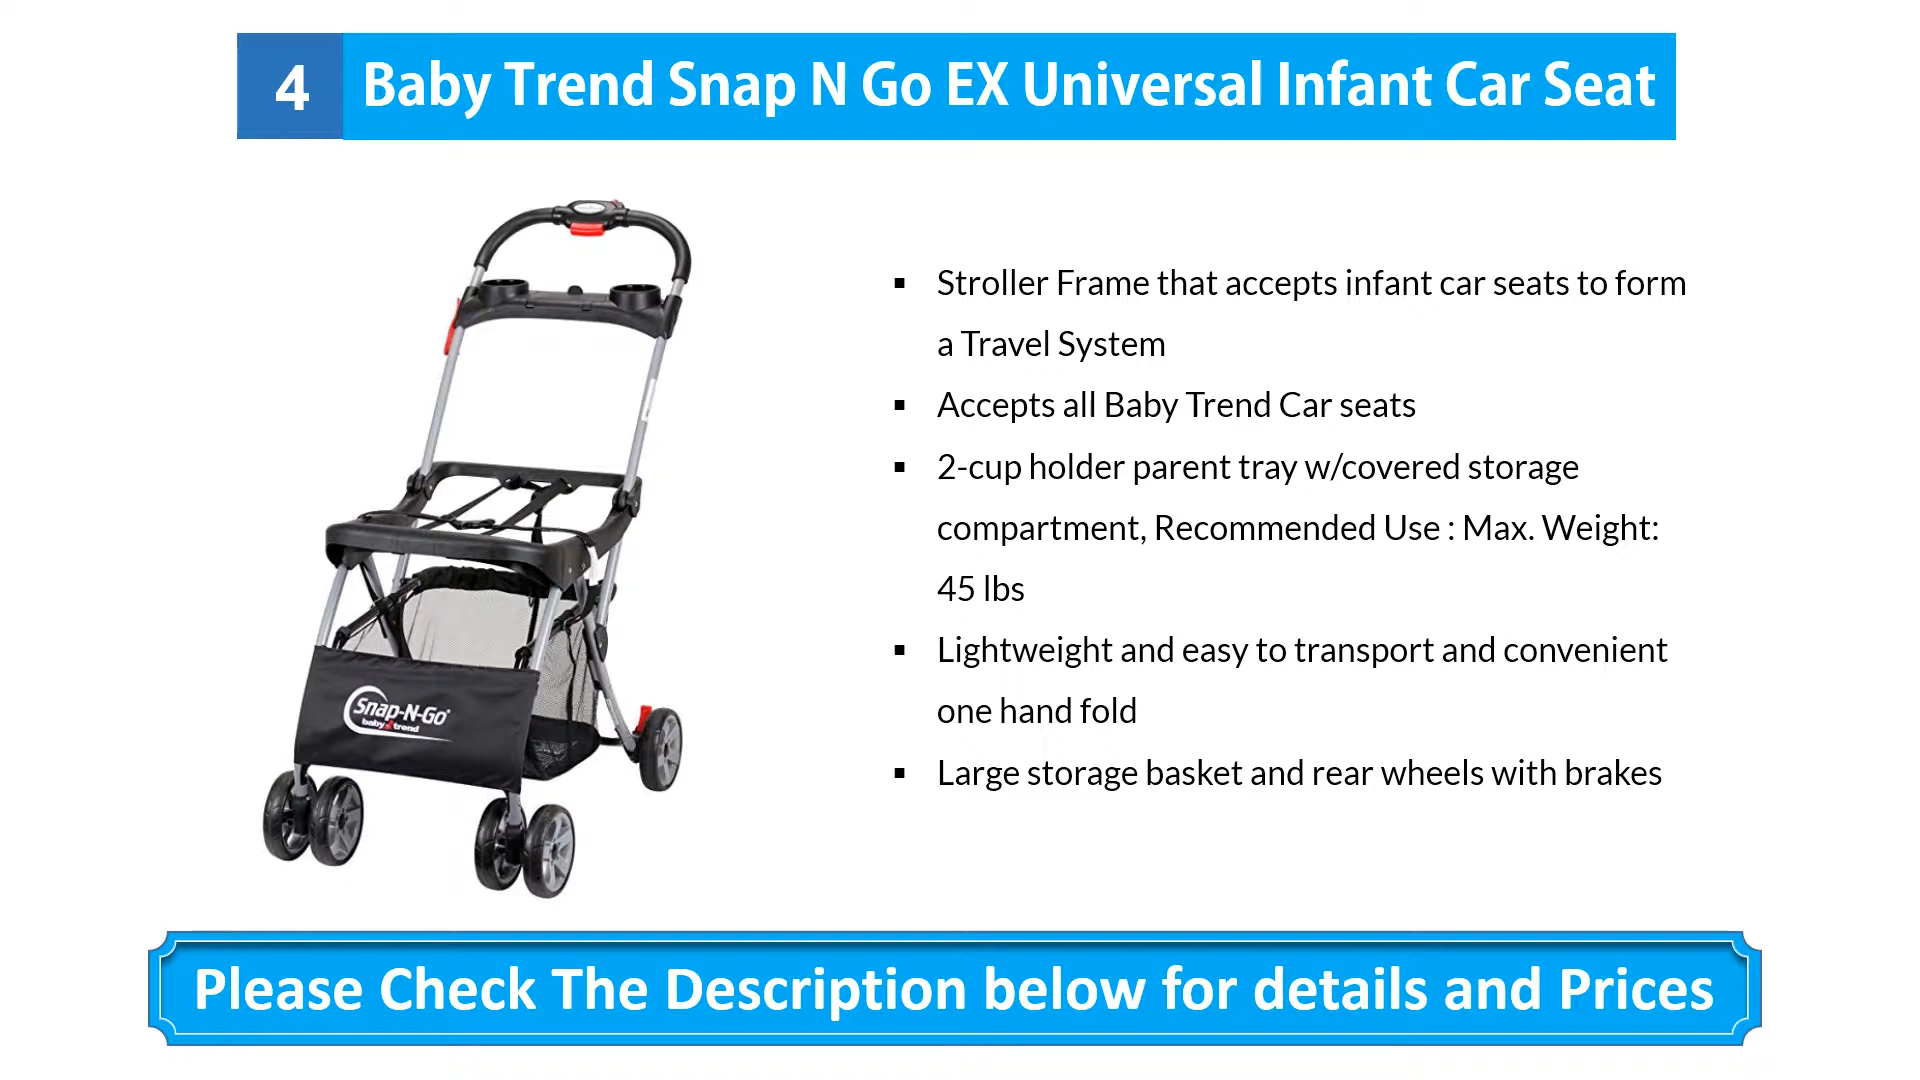 4 Baby Trend Snap N Go EX Universal Infant Car Seat
▪ Stroller Frame that accepts infant car seats to form
a Travel System
▪ Accepts all Baby Trend Car seats
▪ 2-cup holder parent tray w/covered storage
compartment, Recommended Use : Max. Weight:
45 lbs
▪ Lightweight and easy to transport and convenient
one hand fold
▪ Large storage basket and rear wheels with brakes
Snap-N-Go®
baby trend
Please Check The Description below for details and Prices